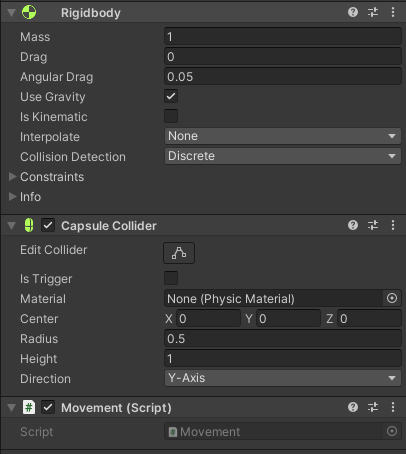 Rigidbody
Mass 1
Drag 0
Angular Drag 0.05
Use Gravity
Is Kinematic
Interpolate None
Collision Detection Discrete
Constraints
Info
Capsule Collider
Edit Collider
Is Trigger
Material None (Physic Material)
Center X 0 Y 0 Z 0
Radius 0.5
Height 1
Direction Y-Axis
# Movement (Script)
Script # Movement